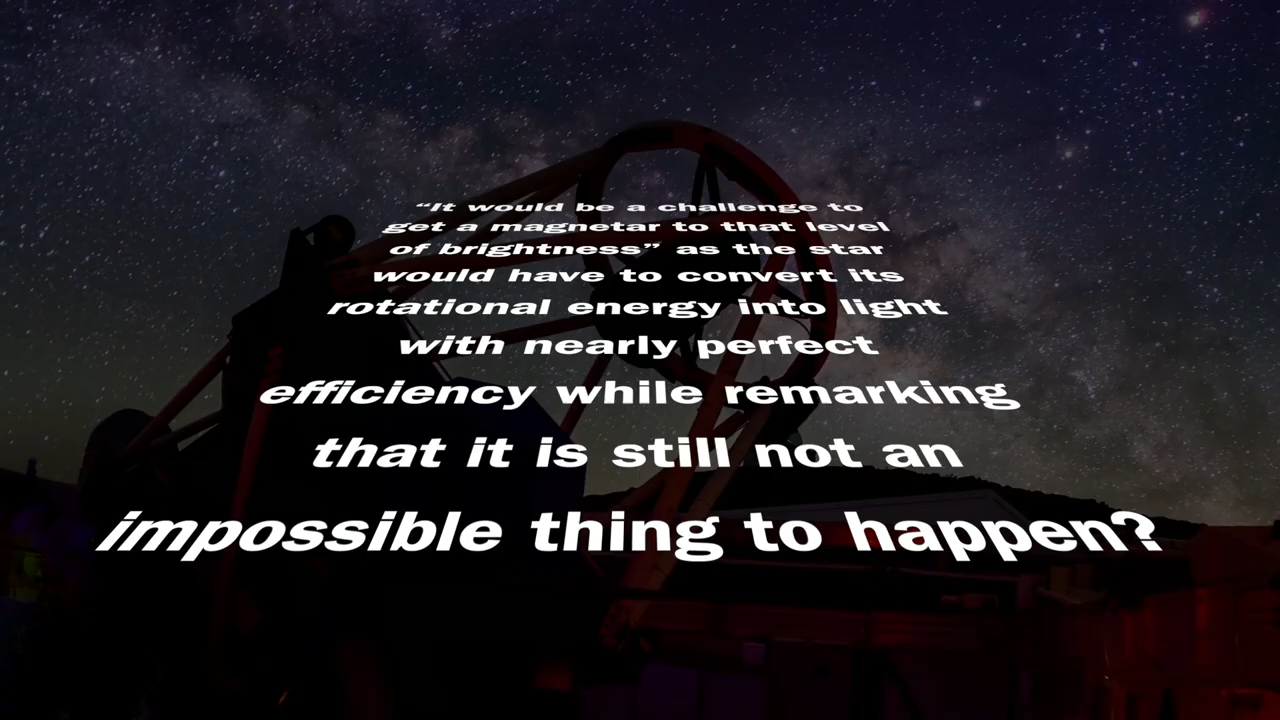 “It would be a challenge to
get a magnetar to that level
of brightness” as the star
would have to convert its
rotational energy into light
with nearly perfect
efficiency while remarking
that it is still not an
impossible thing to happen?